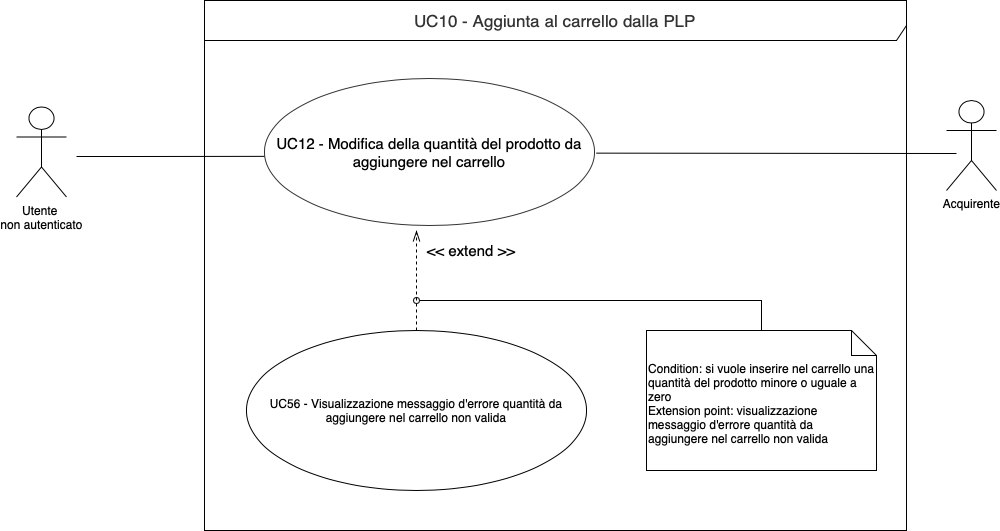 UC10 - Aggiunta al carrello dalla PLP
UC12 - Modifica della quantità del prodotto da
aggiungere nel carrello
Utente
non autenticato
Acquirente
<< extend >>
Condition: si vuole inserire nel carrello una
quantità del prodotto minore o uguale a
zero
Extension point: visualizzazione
messaggio d'errore quantità da
aggiungere nel carrello non valida
UC56 - Visualizzazione messaggio d'errore quantità da
aggiungere nel carrello non valida